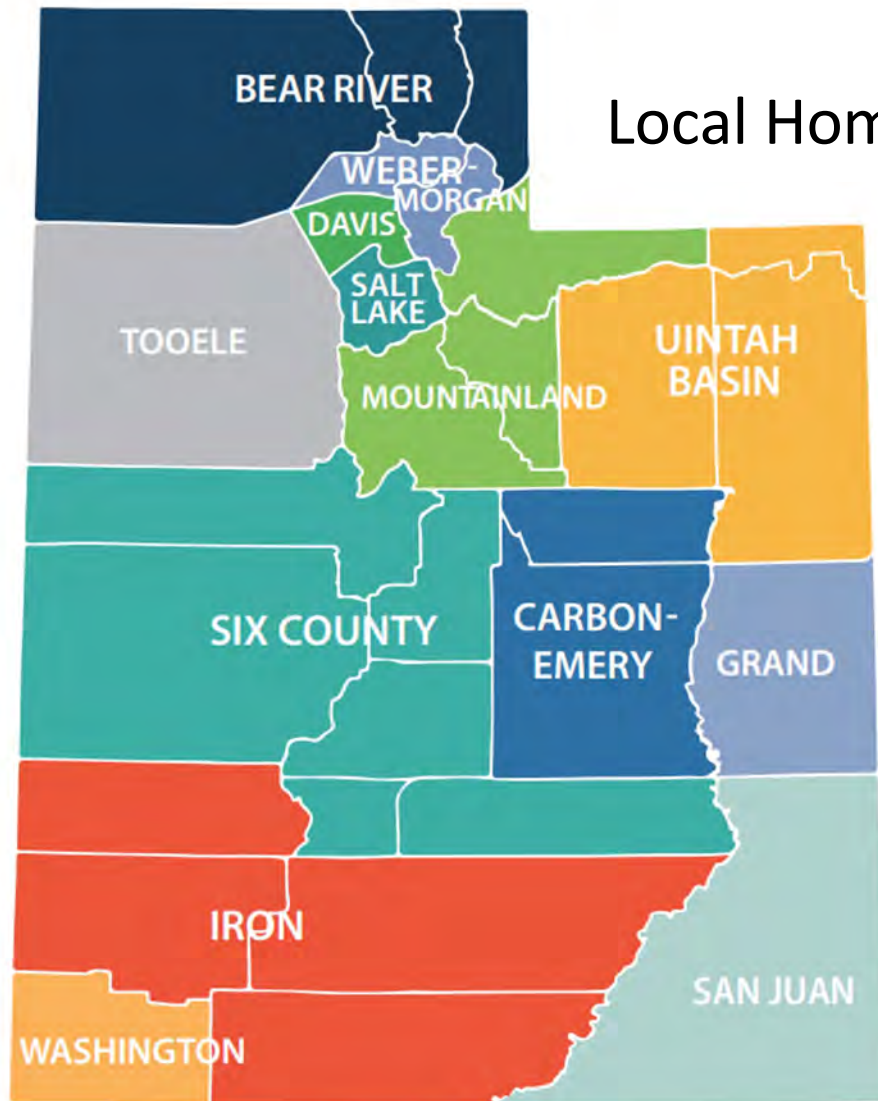 BEAR RIVER
Local Hom
WEBER-
MORGAN
DAVIS
SALT
LAKE
TOOELE
UINTAH
BASIN
MOUNTAINLAND
SIX COUNTY
CARBON-
EMERY
GRAND
IRON
SAN JUAN
WASHINGTON